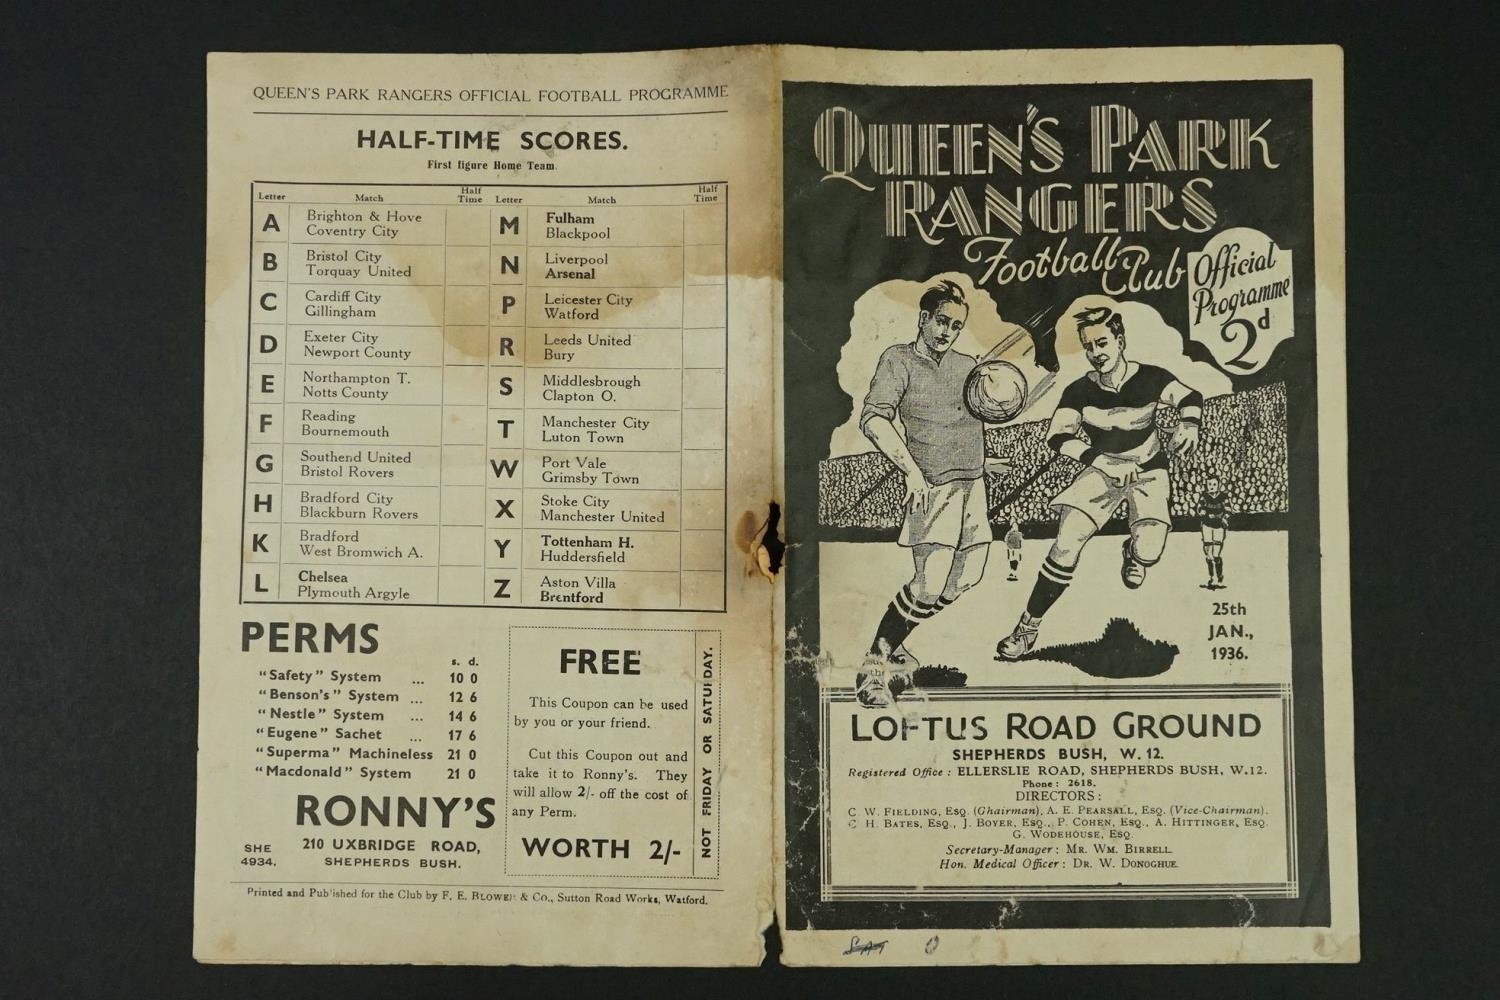 QUEEN'S PARK RANGERS OFFICIAL FOOTBALL PROGRAMME
HALF-TIME SCORES.
First figure Home Team.
Letter Match Half Time Letter Match Half Time
A Brighton & Hove
Coventry City
B Bristol City
Torquay United
C Cardiff City
Gillingham
D Exeter City
Newport County
E Northampton T.
Notts County
F Reading
Bournemouth
G Southend United
Bristol Rovers
H Bradford City
Blackburn Rovers
K Bradford
West Bromwich A.
L Chelsea
Plymouth Argyle
M Fulham
Blackpool
N Liverpool
Arsenal
P Leicester City
Watford
R Leeds United
Bury
S Middlesbrough
Clapton O.
T Manchester City
Luton Town
W Port Vale
Grimsby Town
X Stoke City
Manchester United
Y Tottenham H.
Huddersfield
Z Aston Villa
Brentford
PERMS
s. d.
"Safety" System ... 10 0
"Benson's" System ... 12 6
"Nestle" System ... 14 6
"Eugene" Sachet ... 17 6
"Superma" Machineless 21 0
"Macdonald" System 21 0
RONNY'S
SHE 4934.
210 UXBRIDGE ROAD,
SHEPHERDS BUSH.
FREE
This Coupon can be used
by you or your friend.
Cut this Coupon out and
take it to Ronny's. They
will allow 2/- off the cost of
any Perm.
WORTH 2/-
NOT FRIDAY OR SATURDAY.
Printed and Published for the Club by F. E. BLOWER & Co., Sutton Road Works, Watford.
QUEEN'S PARK
RANGERS
Football Club
Official
Programme
2d
25th
JAN.,
1936.
LOFTUS ROAD GROUND
SHEPHERDS BUSH, W. 12.
Registered Office : ELLERSLIE ROAD, SHEPHERDS BUSH, W.12.
Phone : 2618.
DIRECTORS :
C W. FIELDING, ESQ. (Chairman), A. E. PEARSALL, ESQ. (Vice-Chairman).
C H. BATES, ESQ., J. BOYER, ESQ., P. COHEN, ESQ., A. HITTINGER, ESQ.
G. WODEHOUSE, ESQ.
Secretary-Manager : MR. WM. BIRRELL.
Hon. Medical Officer : DR. W. DONOGHUE.